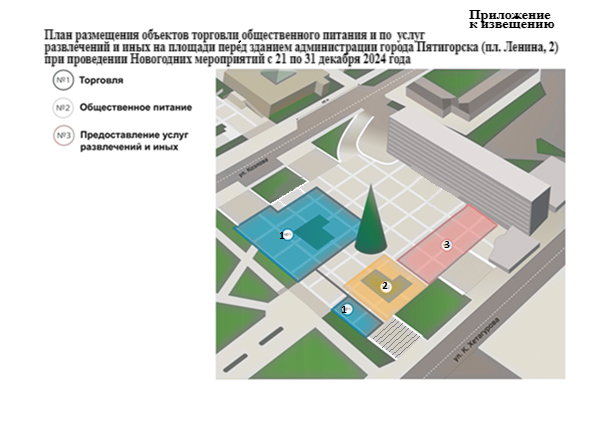 Приложение
к извещению
План размещения объектов торговли общественного питания и по услуг
развлечений и иных на площади перед зданием администрации города Пятигорска (пл. Ленина, 2)
при проведении Новогодних мероприятий с 21 по 31 декабря 2024 года
№1 Торговля
№2 Общественное питание
№3 Предоставление услуг
развлечений и иных
ул. Козлова
1
3
2
1
ул. К. Хетагурова